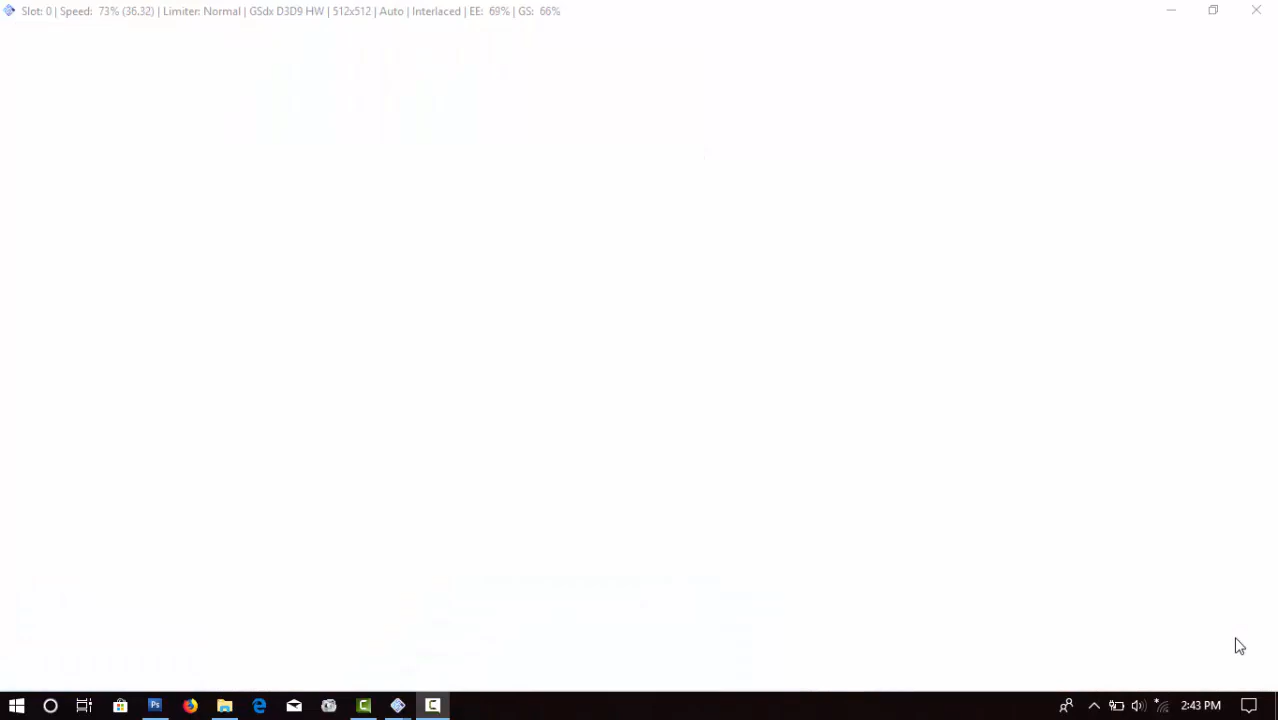 Slot: 0 | Speed: 73% (36.32) | Limiter: Normal | GSdx D3D9 HW | 512x512 | Auto | Interlaced | EE: 69% | GS: 66%
Ps
2:43 PM